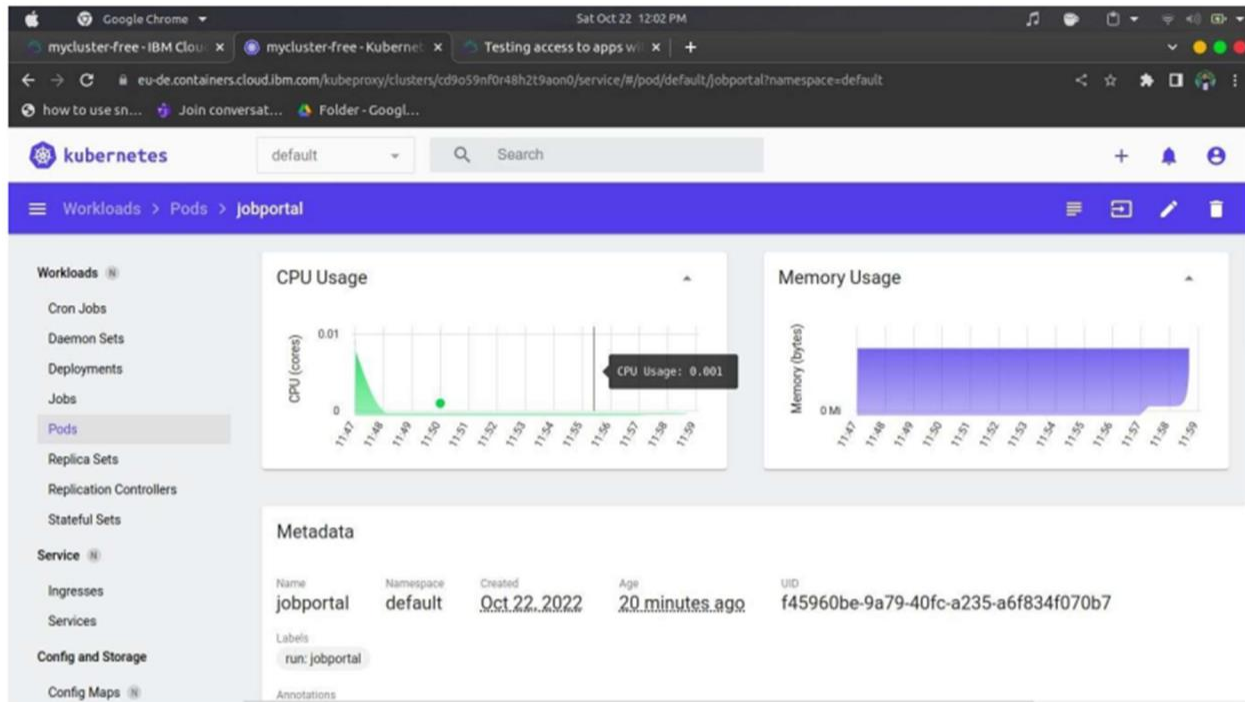 Google Chrome
Sat Oct 22 12:02 PM
mycluster-free - IBM Clou
mycluster-free - Kubernet
Testing access to apps wi
eu-de.containers.cloud.ibm.com/kubeproxy/clusters/cd9o59nf0r48h2t9aon0/service/#/pod/default/jobportal?namespace=default
how to use sn...
Join conversat...
Folder - Googl...
kubernetes
default
Search
Workloads > Pods > jobportal
Workloads N
Cron Jobs
Daemon Sets
Deployments
Jobs
Pods
Replica Sets
Replication Controllers
Stateful Sets
Service N
Ingresses
Services
Config and Storage
Config Maps N
CPU Usage
CPU (cores)
0.01
0
CPU Usage: 0.001
11:47 11:48 11:49 11:50 11:51 11:52 11:53 11:54 11:55 11:56 11:57 11:58 11:59
Memory Usage
Memory (bytes)
0 Mi
11:47 11:48 11:49 11:50 11:51 11:52 11:53 11:54 11:55 11:56 11:57 11:58 11:59
Metadata
Name Namespace Created Age UID
jobportal default Oct 22, 2022 20 minutes ago f45960be-9a79-40fc-a235-a6f834f070b7
Labels
run: jobportal
Annotations